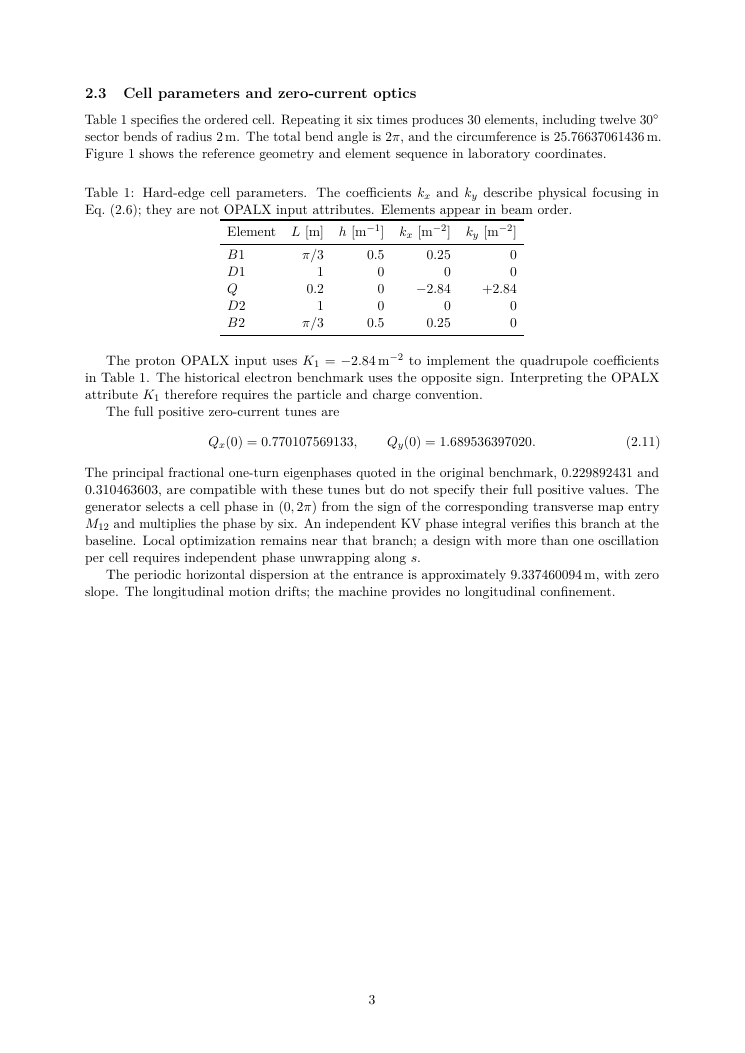 2.3 Cell parameters and zero-current optics
Table 1 specifies the ordered cell. Repeating it six times produces 30 elements, including twelve 30°
sector bends of radius 2 m. The total bend angle is 2π, and the circumference is 25.76637061436 m.
Figure 1 shows the reference geometry and element sequence in laboratory coordinates.
Table 1: Hard-edge cell parameters. The coefficients kₓ and k_y describe physical focusing in
Eq. (2.6); they are not OPALX input attributes. Elements appear in beam order.
Element L [m] h [m⁻¹] kₓ [m⁻²] k_y [m⁻²]
B1 π/3 0.5 0.25 0
D1 1 0 0 0
Q 0.2 0 −2.84 +2.84
D2 1 0 0 0
B2 π/3 0.5 0.25 0
The proton OPALX input uses K₁ = −2.84 m⁻² to implement the quadrupole coefficients
in Table 1. The historical electron benchmark uses the opposite sign. Interpreting the OPALX
attribute K₁ therefore requires the particle and charge convention.
The full positive zero-current tunes are
Qₓ(0) = 0.770107569133, Q_y(0) = 1.689536397020. (2.11)
The principal fractional one-turn eigenphases quoted in the original benchmark, 0.229892431 and
0.310463603, are compatible with these tunes but do not specify their full positive values. The
generator selects a cell phase in (0, 2π) from the sign of the corresponding transverse map entry
M₁₂ and multiplies the phase by six. An independent KV phase integral verifies this branch at the
baseline. Local optimization remains near that branch; a design with more than one oscillation
per cell requires independent phase unwrapping along s.
The periodic horizontal dispersion at the entrance is approximately 9.337460094 m, with zero
slope. The longitudinal motion drifts; the machine provides no longitudinal confinement.
3